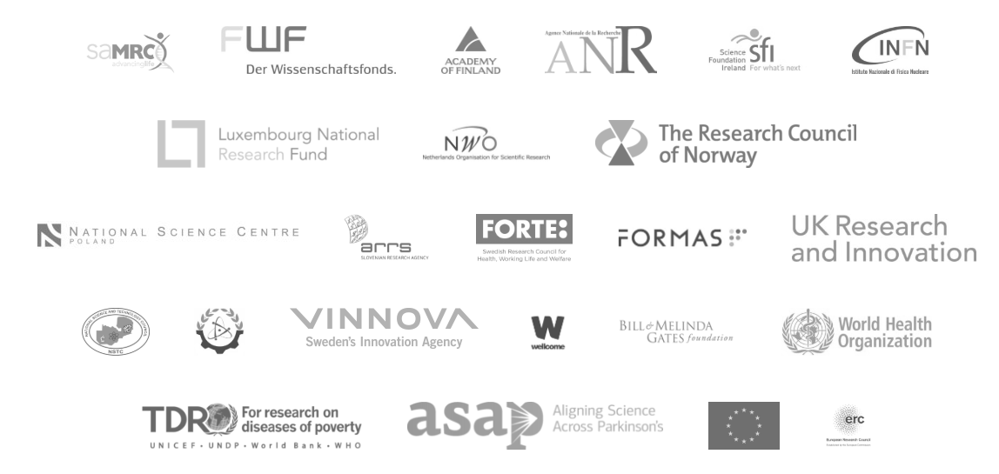 saMRC
advancinglife
FWF
Der Wissenschaftsfonds.
ACADEMY
OF FINLAND
Agence Nationale de la Recherche
ANR
Science
Foundation
Ireland
sfi
For what's next
INFN
Istituto Nazionale di Fisica Nucleare
Luxembourg National
Research Fund
NWO
Netherlands Organisation for Scientific Research
The Research Council
of Norway
NATIONAL SCIENCE CENTRE
POLAND
arrs
SLOVENIAN RESEARCH AGENCY
FORTE:
Swedish Research Council for
Health, Working Life and Welfare
FORMAS
UK Research
and Innovation
NATIONAL SCIENCE AND TECHNOLOGY COUNCIL
NSTC
VINNOVA
Sweden's Innovation Agency
W
wellcome
BILL & MELINDA
GATES foundation
World Health
Organization
TDR
For research on
diseases of poverty
UNICEF • UNDP • World Bank • WHO
asap
Aligning Science
Across Parkinson's
erc
European Research Council